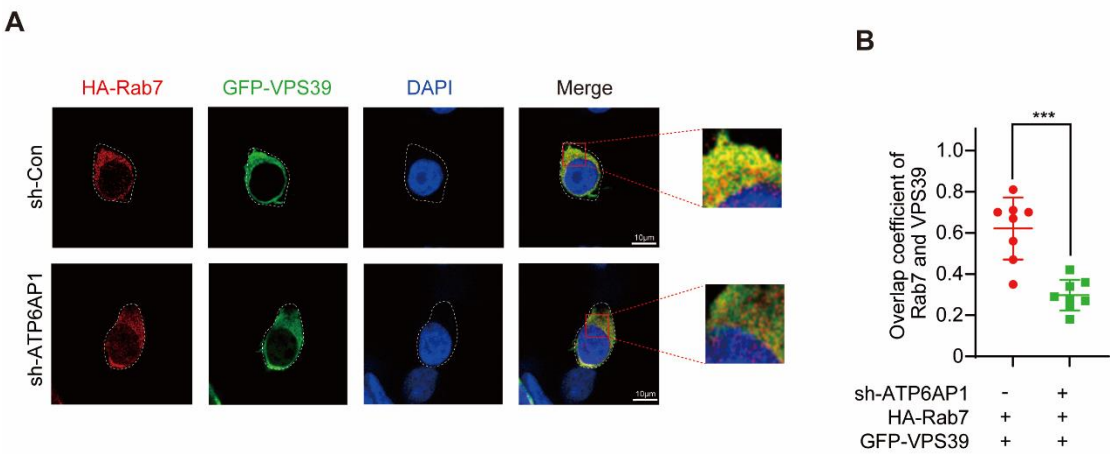 A
HA-Rab7 GFP-VPS39 DAPI Merge
sh-Con
10μm
sh-ATP6AP1
10μm
B
***
Overlap coefficient of
Rab7 and VPS39
1.0
0.8
0.6
0.4
0.2
0
sh-ATP6AP1 - +
HA-Rab7 + +
GFP-VPS39 + +